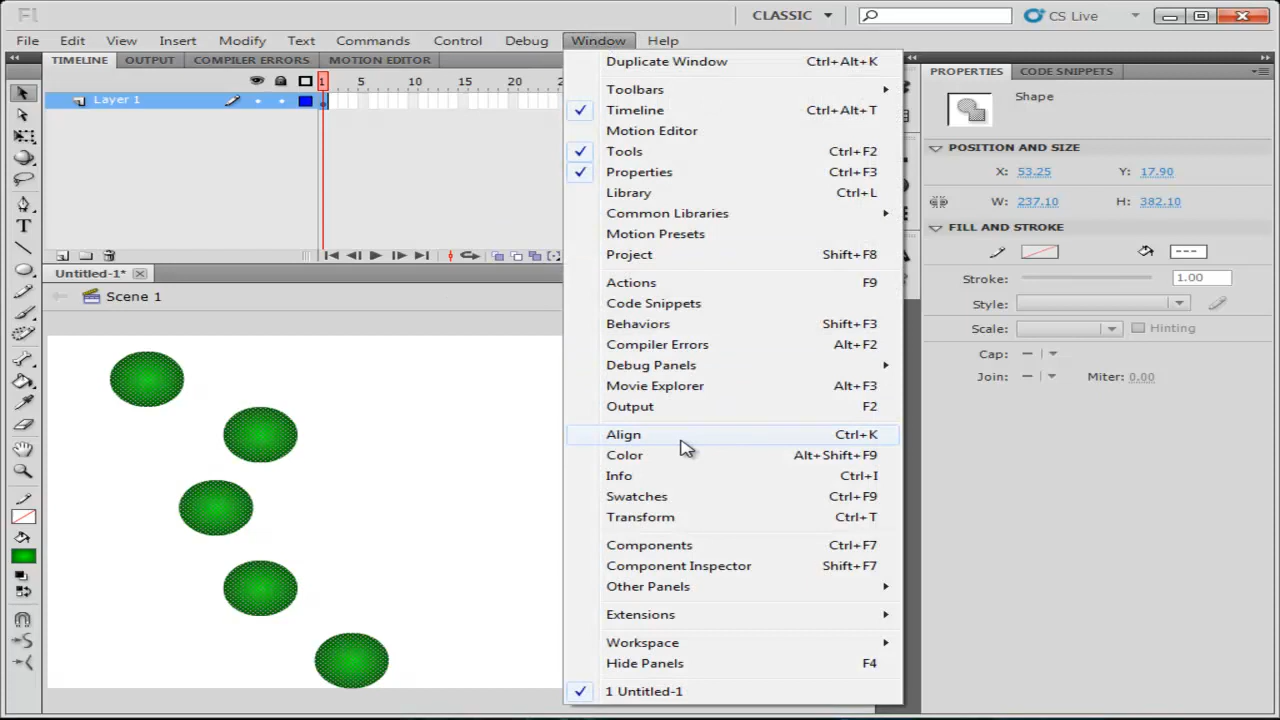 Fl
CLASSIC
CS Live
File Edit View Insert Modify Text Commands Control Debug Window Help
TIMELINE OUTPUT COMPILER ERRORS MOTION EDITOR
1 5 10 15 20
Layer 1
Untitled-1*
Scene 1
Duplicate Window Ctrl+Alt+K
Toolbars
Timeline Ctrl+Alt+T
Motion Editor
Tools Ctrl+F2
Properties Ctrl+F3
Library Ctrl+L
Common Libraries
Motion Presets
Project Shift+F8
Actions F9
Code Snippets
Behaviors Shift+F3
Compiler Errors Alt+F2
Debug Panels
Movie Explorer Alt+F3
Output F2
Align Ctrl+K
Color Alt+Shift+F9
Info Ctrl+I
Swatches Ctrl+F9
Transform Ctrl+T
Components Ctrl+F7
Component Inspector Shift+F7
Other Panels
Extensions
Workspace
Hide Panels F4
1 Untitled-1
PROPERTIES CODE SNIPPETS
Shape
POSITION AND SIZE
X: 53.25 Y: 17.90
W: 237.10 H: 382.10
FILL AND STROKE
Stroke: 1.00
Style:
Scale: Hinting
Cap:
Join: Miter: 0.00